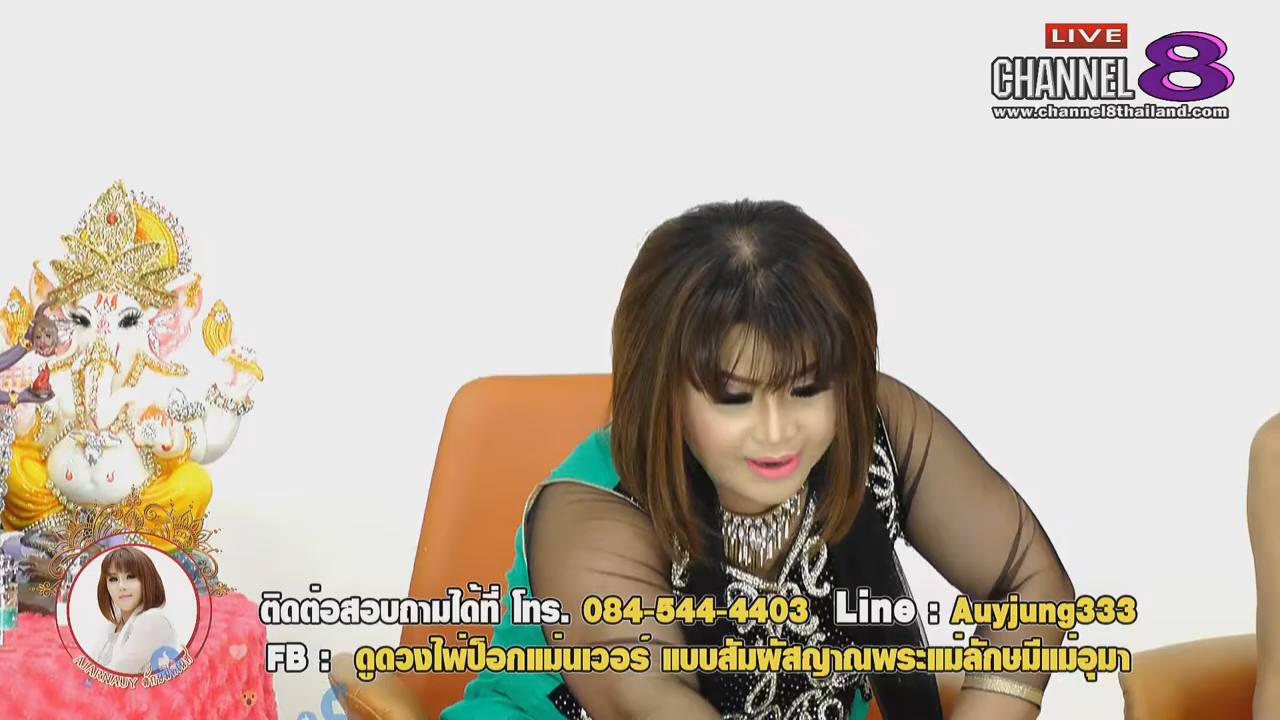 LIVE
CHANNEL 8
www.channel8thailand.com
ติดต่อสอบถามได้ที่ โทร. 084-544-4403 Line : Auyjung333
FB : ดูดวงไพ่ป็อกแม่นเวอร์ แบบสัมผัสญาณพระแม่ลักษมีแม่อุมา